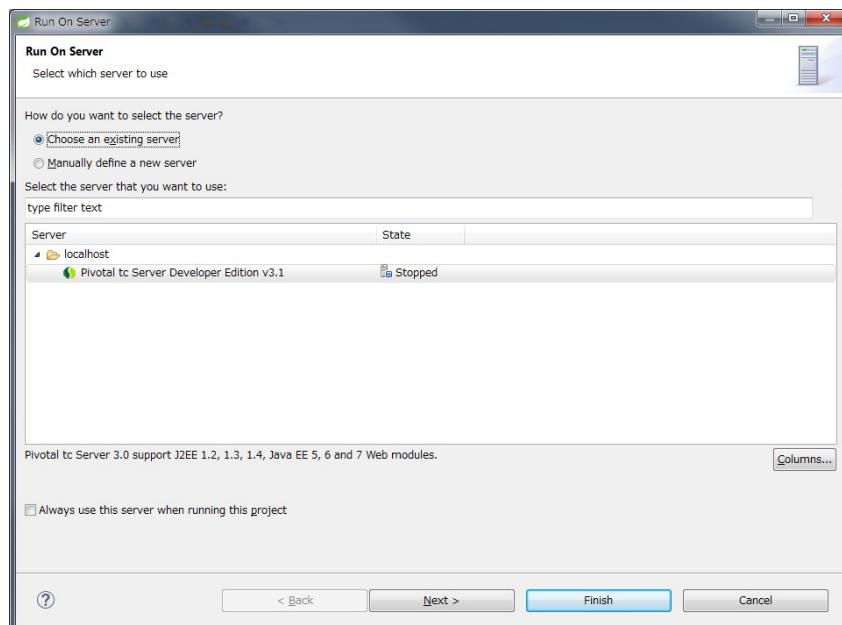 Run On Server
Run On Server
Select which server to use
How do you want to select the server?
Choose an existing server
Manually define a new server
Select the server that you want to use:
type filter text
Server State
localhost
Pivotal tc Server Developer Edition v3.1 Stopped
Pivotal tc Server 3.0 support J2EE 1.2, 1.3, 1.4, Java EE 5, 6 and 7 Web modules.
Columns...
Always use this server when running this project
? < Back Next > Finish Cancel